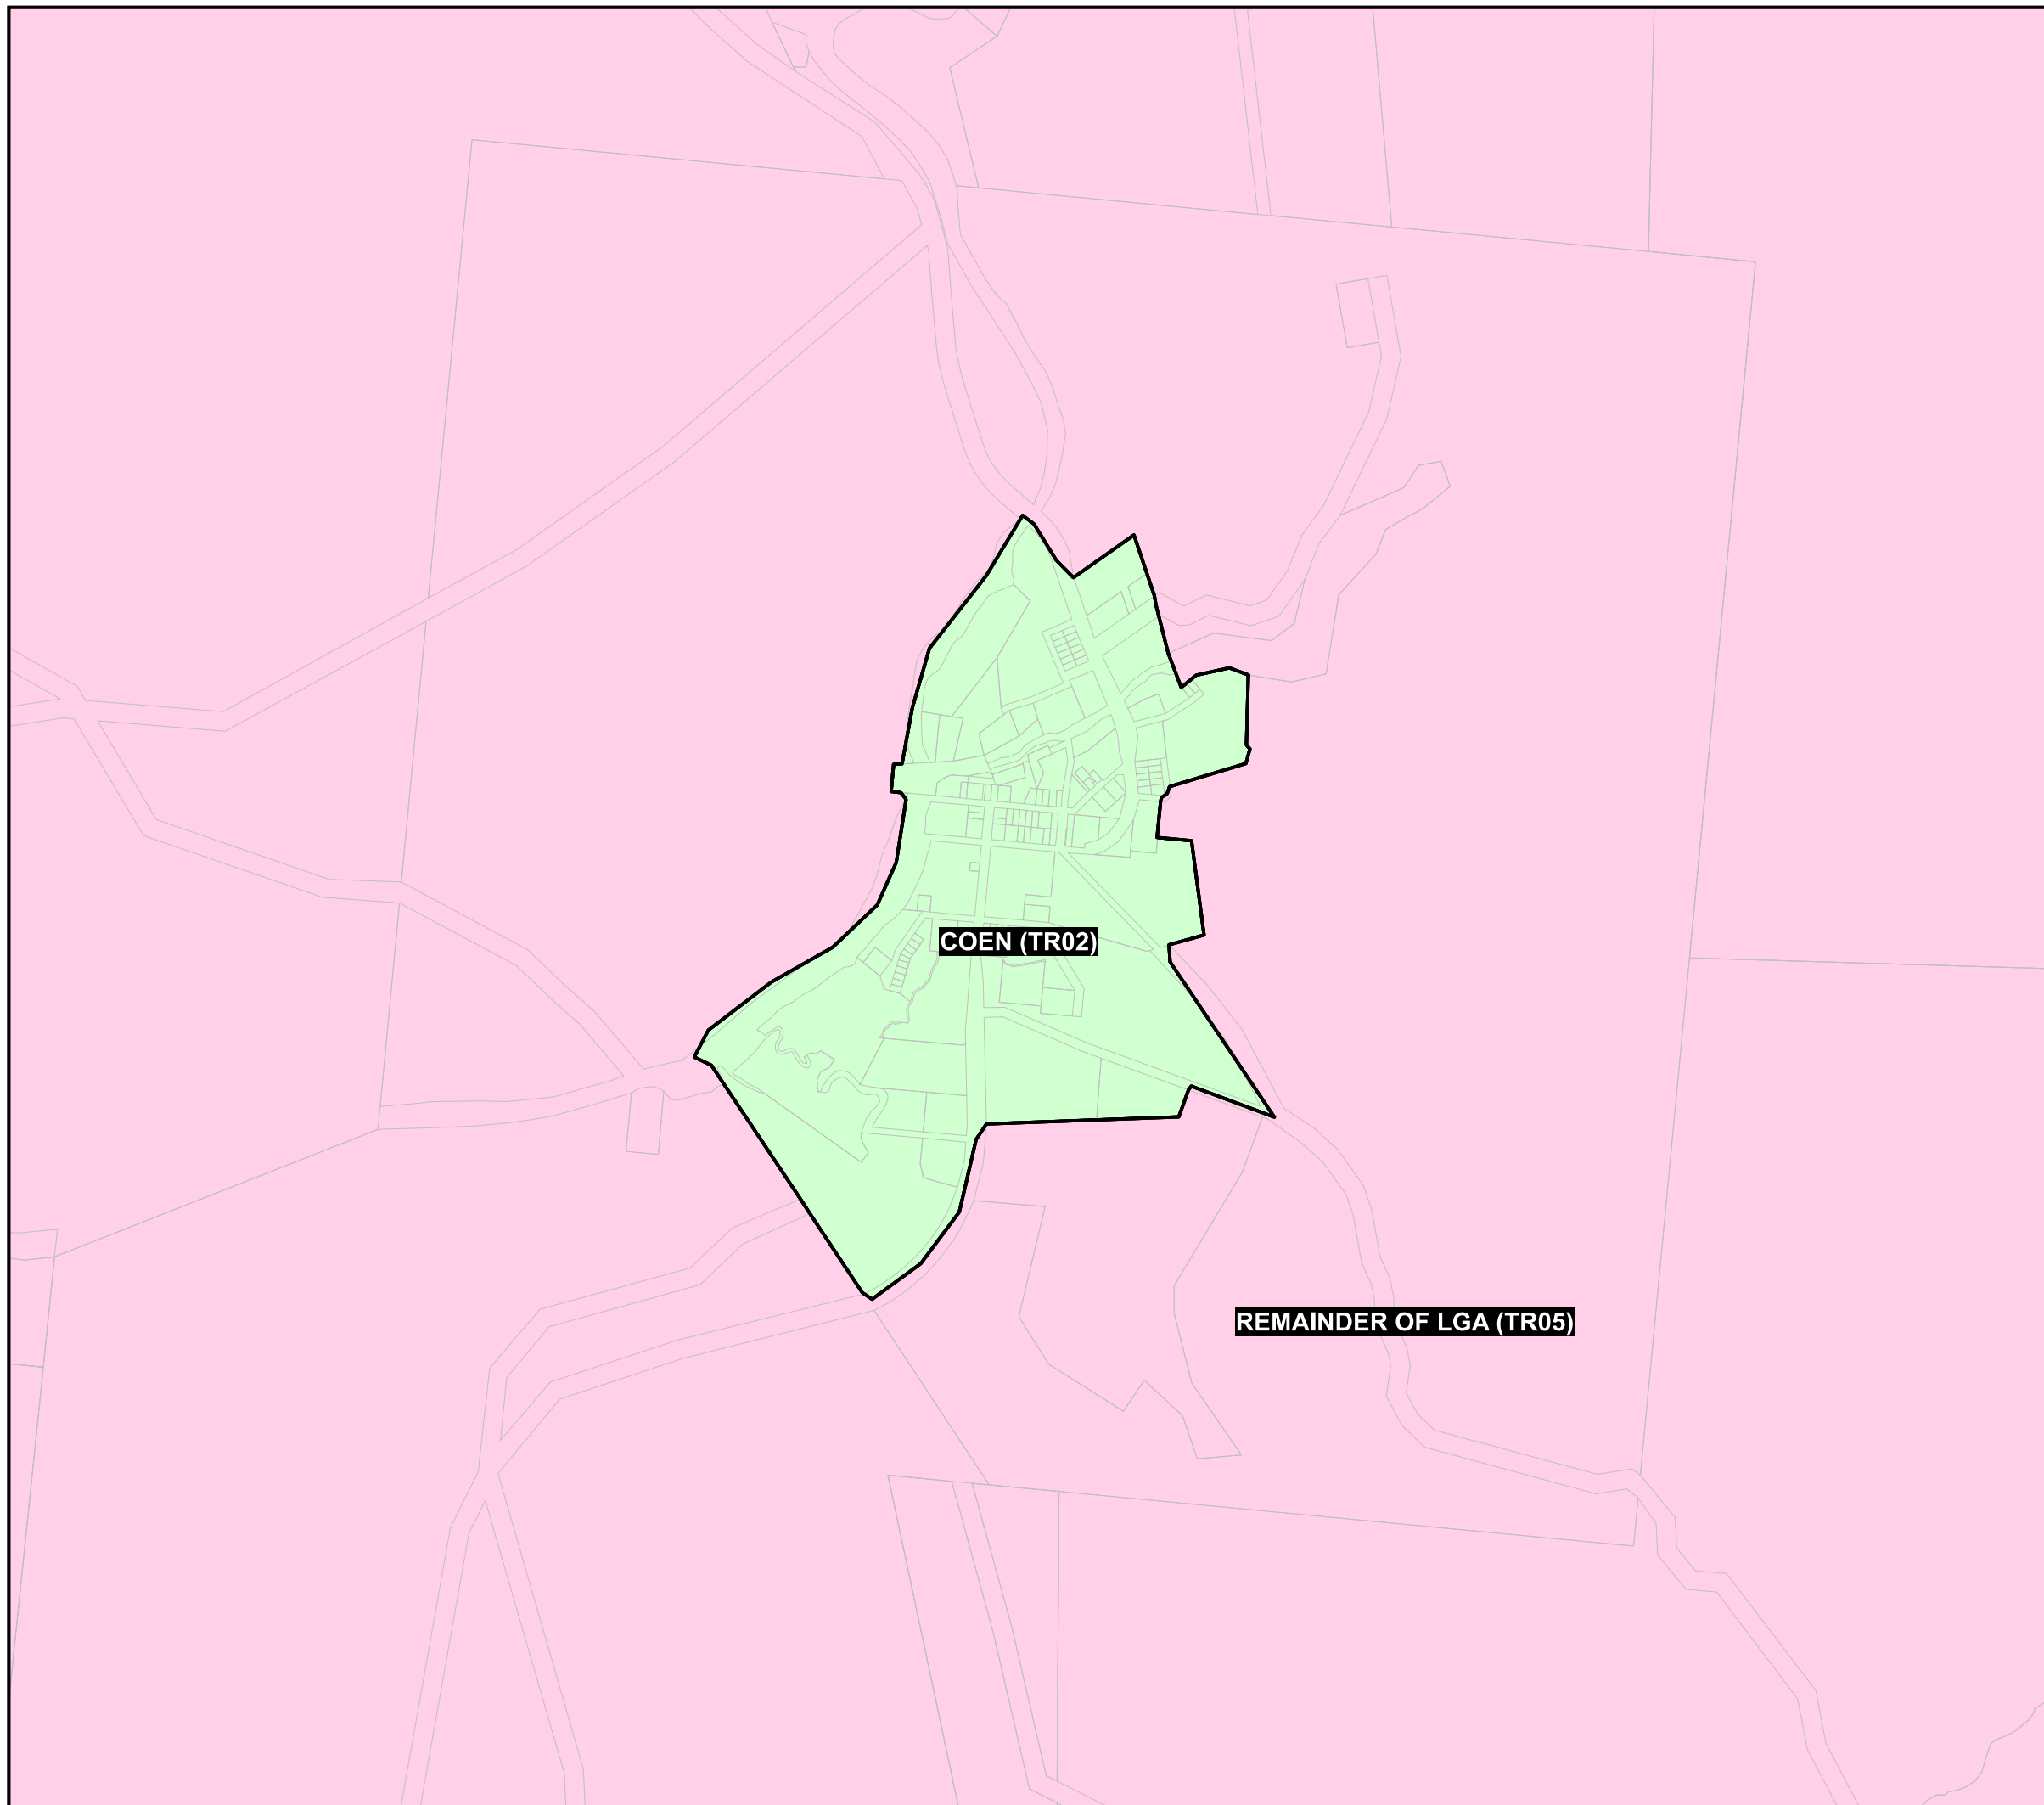 COEN (TR02)
REMAINDER OF LGA (TR05)